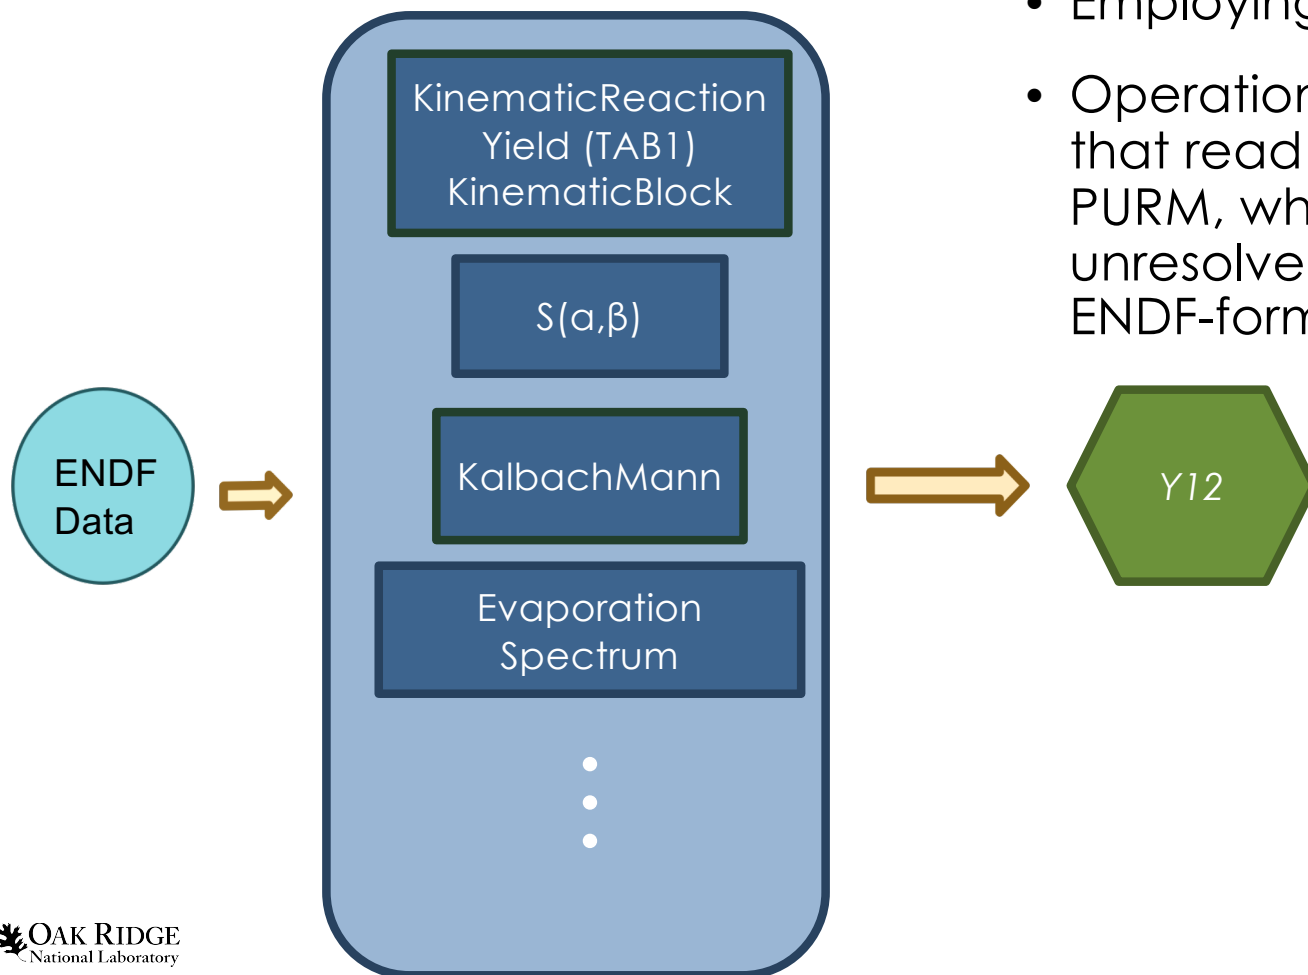 • Employing
• Operation
that read
PURM, wh
unresolve
ENDF-form
KinematicReaction
Yield (TAB1)
KinematicBlock
S(α,β)
KalbachMann
Evaporation
Spectrum
ENDF
Data
Y12
OAK RIDGE
National Laboratory